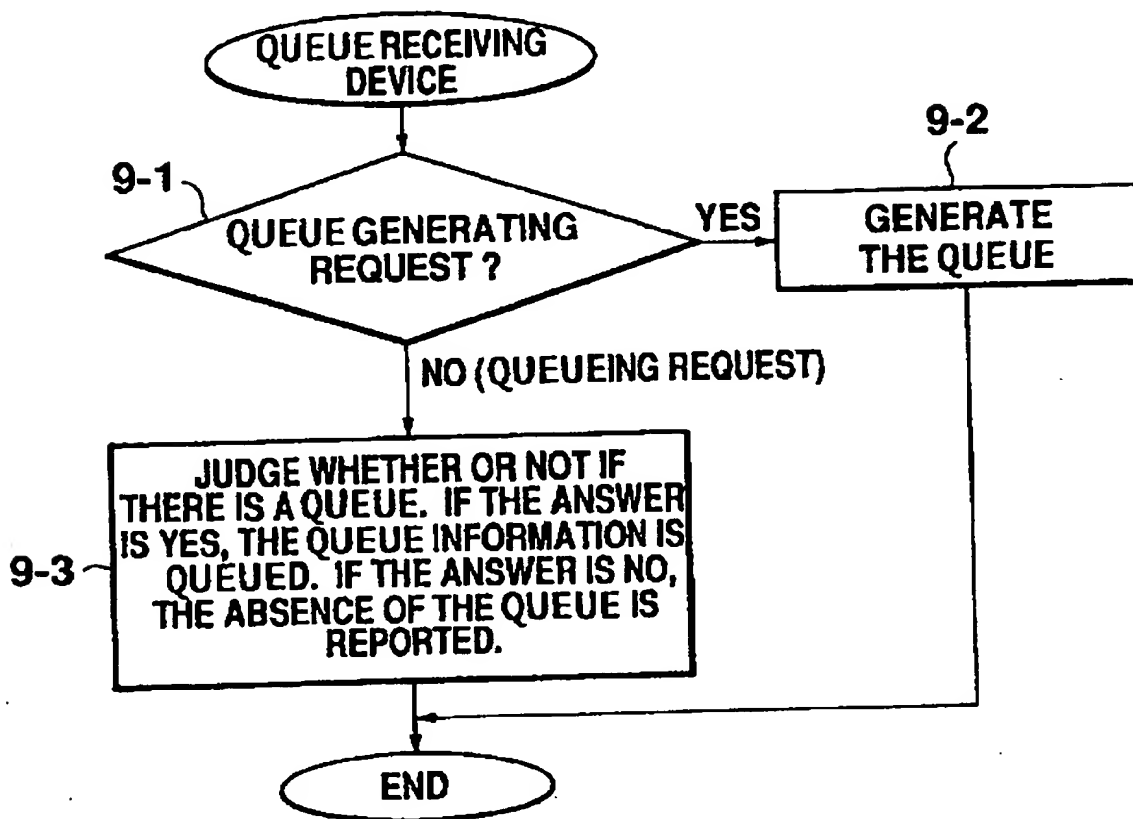 QUEUE RECEIVING
DEVICE
9-1
QUEUE GENERATING
REQUEST ?
YES
9-2
GENERATE
THE QUEUE
NO (QUEUEING REQUEST)
9-3
JUDGE WHETHER OR NOT IF
THERE IS A QUEUE. IF THE ANSWER
IS YES, THE QUEUE INFORMATION IS
QUEUED. IF THE ANSWER IS NO,
THE ABSENCE OF THE QUEUE IS
REPORTED.
END